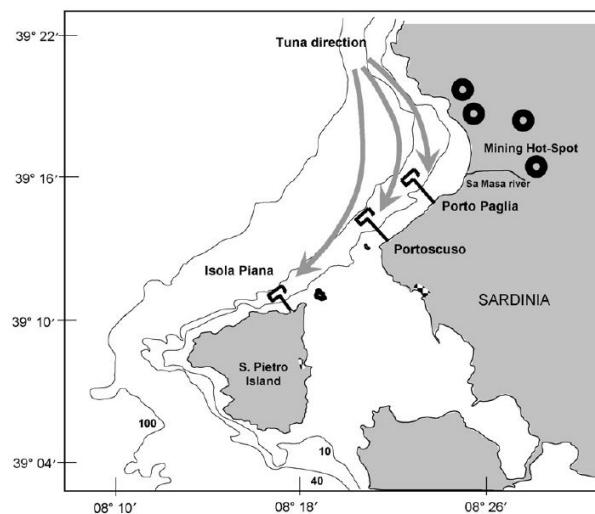 39° 22'
Tuna direction
Mining Hot-Spot
39° 16'
Sa Masa river
Porto Paglia
Portoscuso
Isola Piana
SARDINIA
39° 10'
S. Pietro
Island
100
10
39° 04'
40
08° 10'
08° 18'
08° 26'